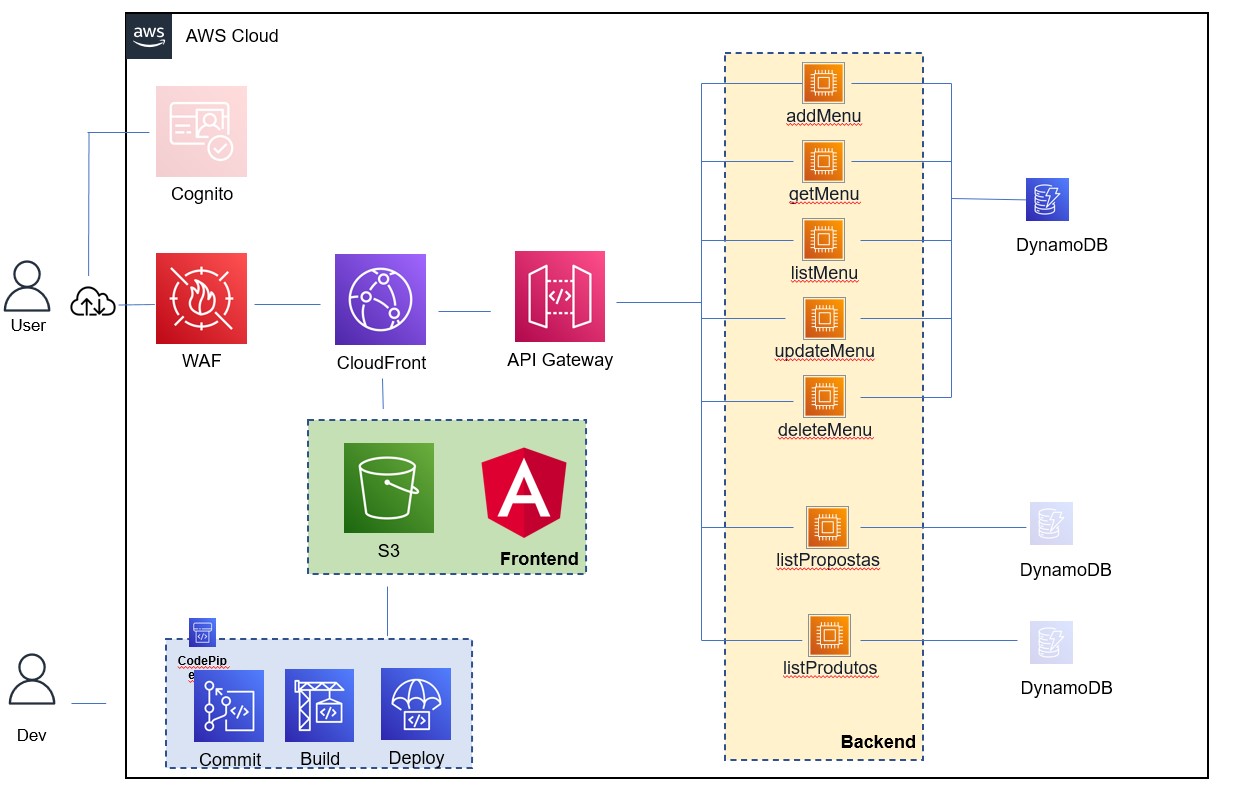 aws
AWS Cloud
Cognito
User
WAF
CloudFront
API Gateway
S3
Frontend
addMenu
getMenu
listMenu
updateMenu
deleteMenu
listPropostas
listProdutos
Backend
DynamoDB
DynamoDB
DynamoDB
Dev
CodePip
e
Commit
Build
Deploy